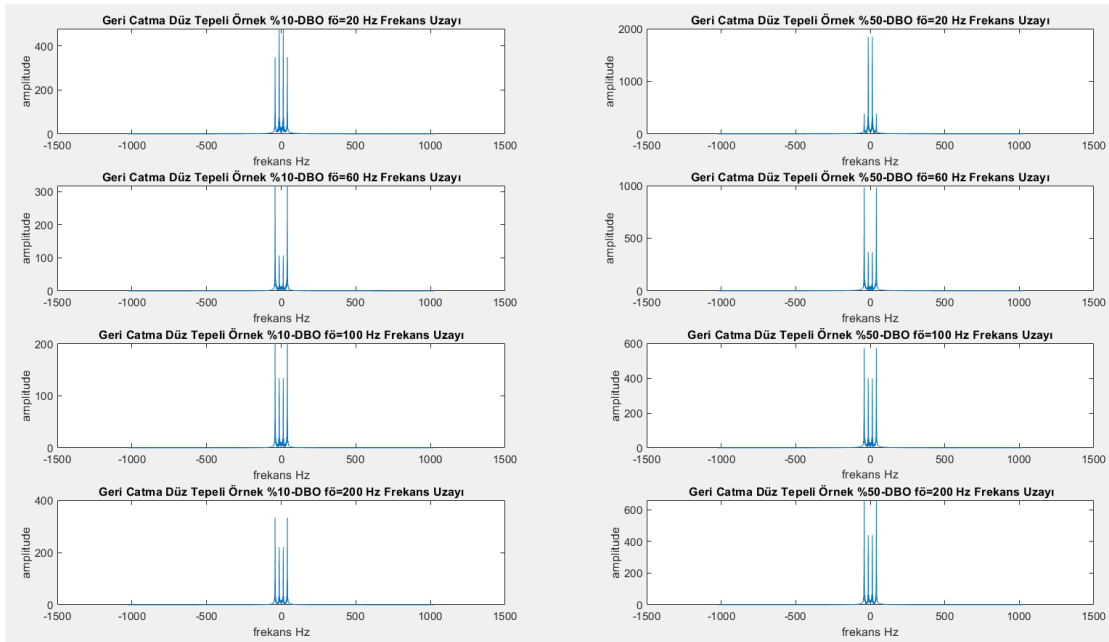 Geri Catma Düz Tepeli Örnek %10-DBO fö=20 Hz Frekans Uzayı
amplitude
400
200
0
-1500 -1000 -500 0 500 1000 1500
frekans Hz
Geri Catma Düz Tepeli Örnek %50-DBO fö=20 Hz Frekans Uzayı
amplitude
2000
1000
0
-1500 -1000 -500 0 500 1000 1500
frekans Hz
Geri Catma Düz Tepeli Örnek %10-DBO fö=60 Hz Frekans Uzayı
amplitude
300
200
100
0
-1500 -1000 -500 0 500 1000 1500
frekans Hz
Geri Catma Düz Tepeli Örnek %50-DBO fö=60 Hz Frekans Uzayı
amplitude
1000
500
0
-1500 -1000 -500 0 500 1000 1500
frekans Hz
Geri Catma Düz Tepeli Örnek %10-DBO fö=100 Hz Frekans Uzayı
amplitude
200
100
0
-1500 -1000 -500 0 500 1000 1500
frekans Hz
Geri Catma Düz Tepeli Örnek %50-DBO fö=100 Hz Frekans Uzayı
amplitude
600
400
200
0
-1500 -1000 -500 0 500 1000 1500
frekans Hz
Geri Catma Düz Tepeli Örnek %10-DBO fö=200 Hz Frekans Uzayı
amplitude
400
200
0
-1500 -1000 -500 0 500 1000 1500
frekans Hz
Geri Catma Düz Tepeli Örnek %50-DBO fö=200 Hz Frekans Uzayı
amplitude
600
400
200
0
-1500 -1000 -500 0 500 1000 1500
frekans Hz